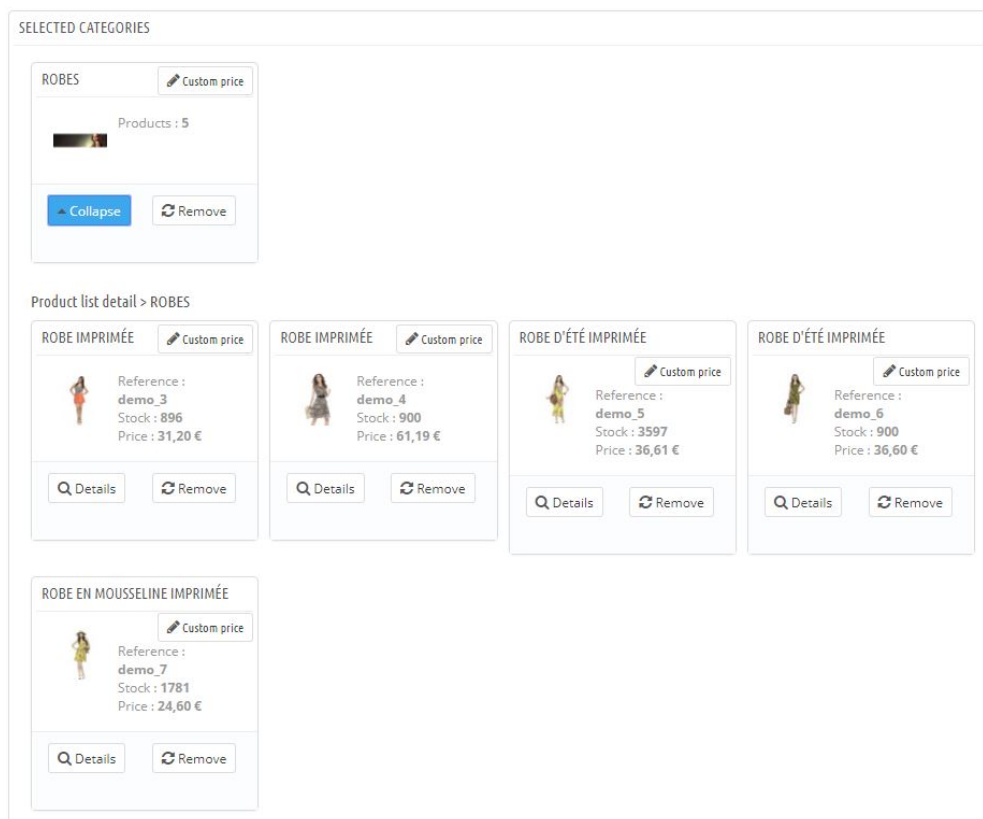 SELECTED CATEGORIES
ROBES
Custom price
Products : 5
Collapse
Remove
Product list detail > ROBES
ROBE IMPRIMÉE
Custom price
Reference :
demo_3
Stock : 896
Price : 31,20 €
Details
Remove
ROBE IMPRIMÉE
Custom price
Reference :
demo_4
Stock : 900
Price : 61,19 €
Details
Remove
ROBE D'ÉTÉ IMPRIMÉE
Custom price
Reference :
demo_5
Stock : 3597
Price : 36,61 €
Details
Remove
ROBE D'ÉTÉ IMPRIMÉE
Custom price
Reference :
demo_6
Stock : 900
Price : 36,60 €
Details
Remove
ROBE EN MOUSSELINE IMPRIMÉE
Custom price
Reference :
demo_7
Stock : 1781
Price : 24,60 €
Details
Remove